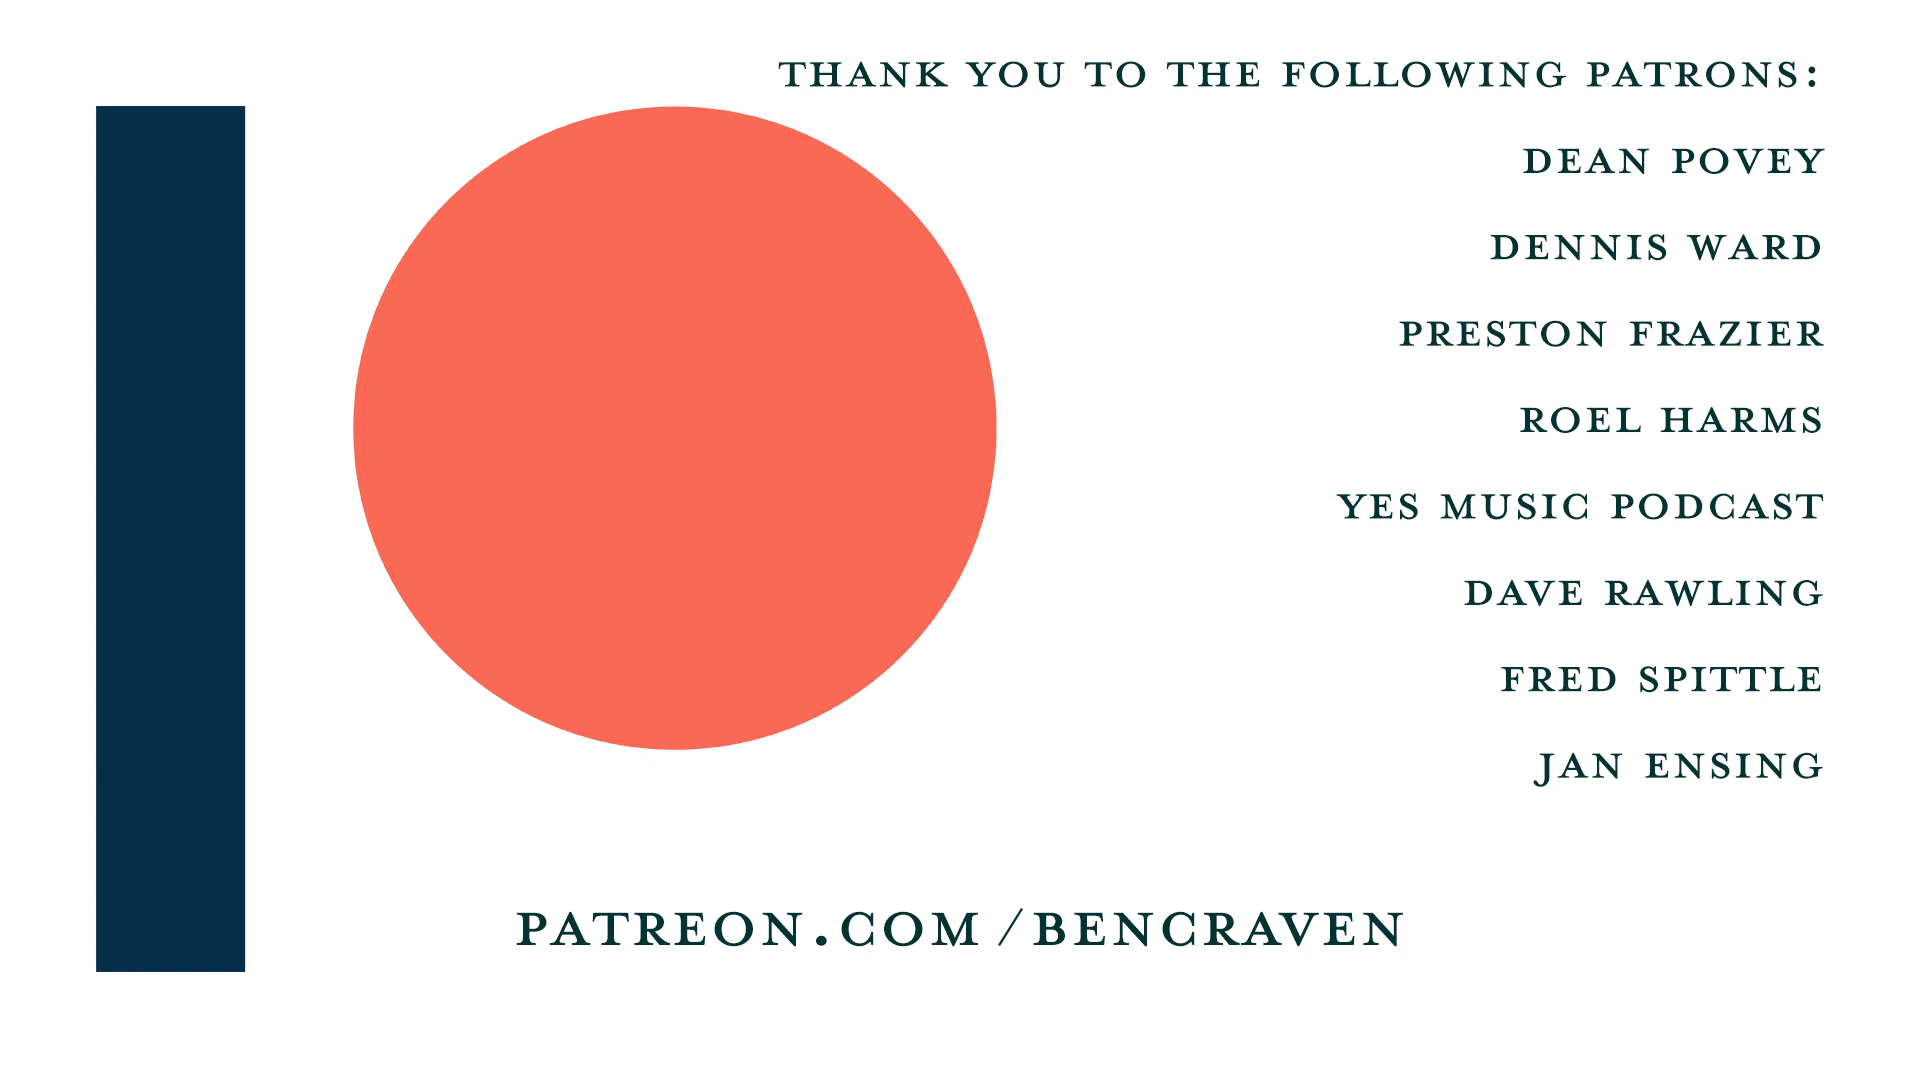 THANK YOU TO THE FOLLOWING PATRONS:
DEAN POVEY
DENNIS WARD
PRESTON FRAZIER
ROEL HARMS
YES MUSIC PODCAST
DAVE RAWLING
FRED SPITTLE
JAN ENSING
PATREON.COM/BENCRAVEN